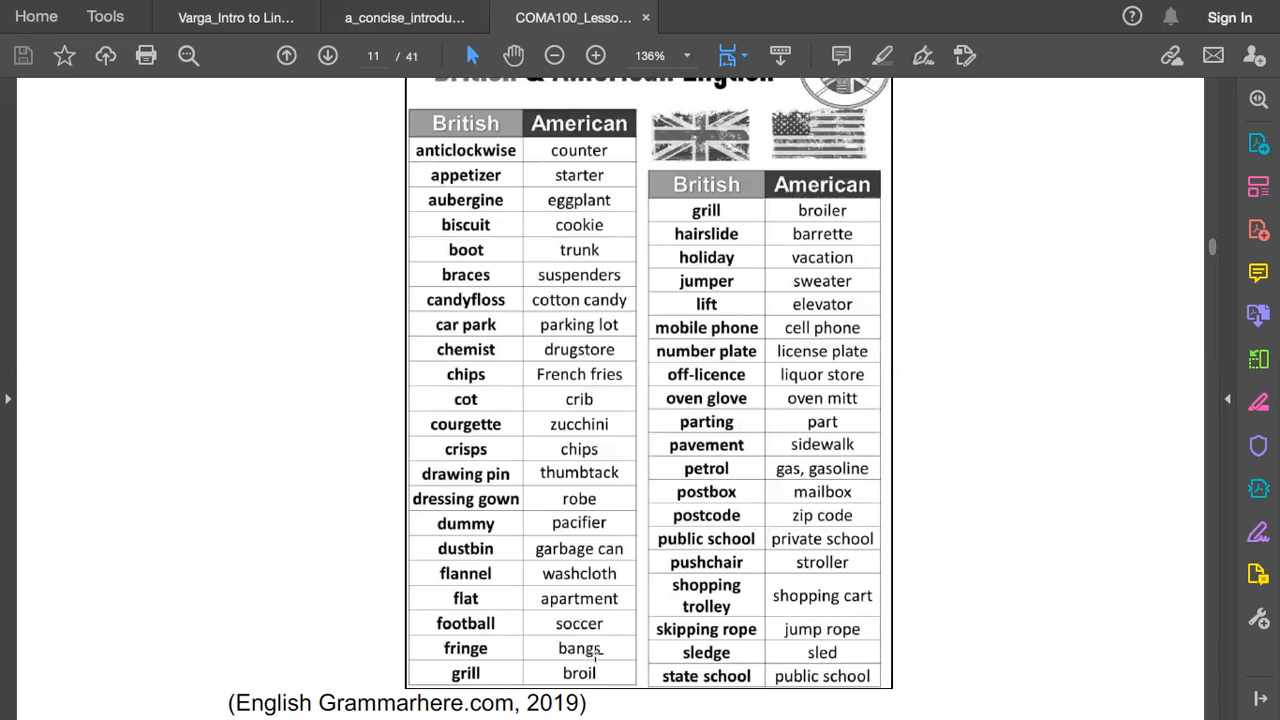 Home Tools Varga_Intro to Lin... a_concise_introdu... COMA100_Lesso... × Sign In
11 / 41 136%
British & American English
British American
anticlockwise counter
appetizer starter
aubergine eggplant
biscuit cookie
boot trunk
braces suspenders
candyfloss cotton candy
car park parking lot
chemist drugstore
chips French fries
cot crib
courgette zucchini
crisps chips
drawing pin thumbtack
dressing gown robe
dummy pacifier
dustbin garbage can
flannel washcloth
flat apartment
football soccer
fringe bangs
grill broil
British American
grill broiler
hairslide barrette
holiday vacation
jumper sweater
lift elevator
mobile phone cell phone
number plate license plate
off-licence liquor store
oven glove oven mitt
parting part
pavement sidewalk
petrol gas, gasoline
postbox mailbox
postcode zip code
public school private school
pushchair stroller
shopping
trolley shopping cart
skipping rope jump rope
sledge sled
state school public school
(English Grammarhere.com, 2019)